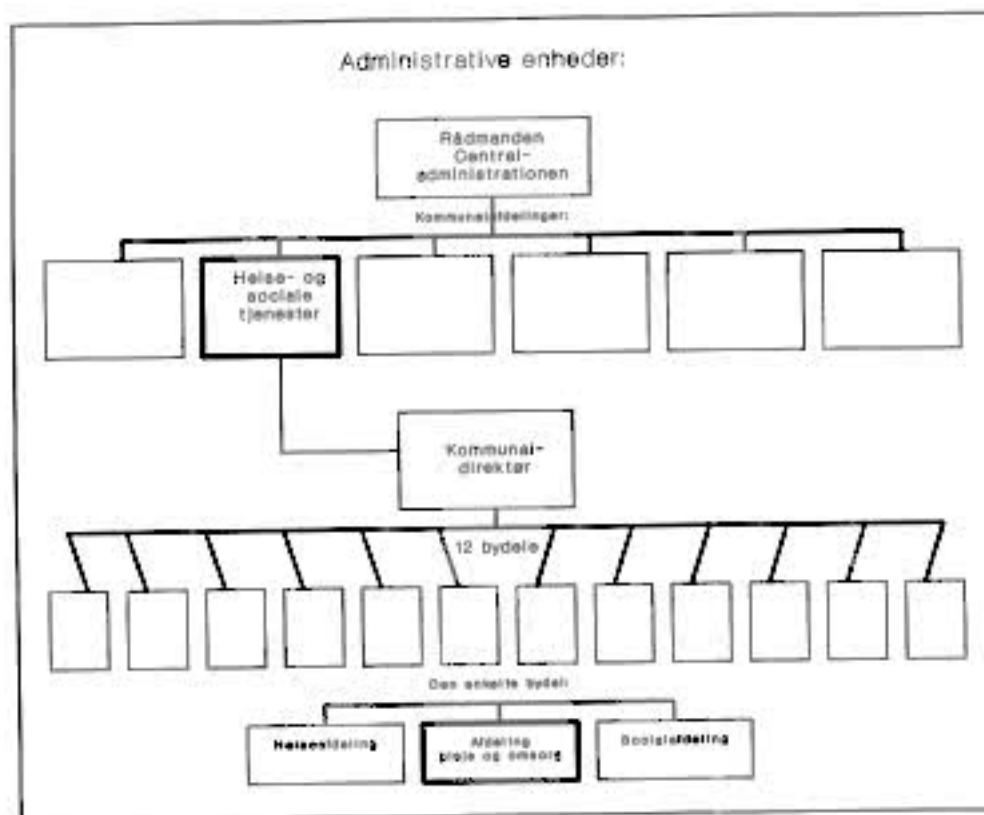 Administrative enheder:
Rådmanden
Central-
administrationen
Kommunalafdelinger:
Helse- og
sociale
tjenester
Kommunal-
direktør
12 bydele
Den enkelte bydel:
Helseafdeling
Afdeling
pleje og omsorg
Socialafdeling